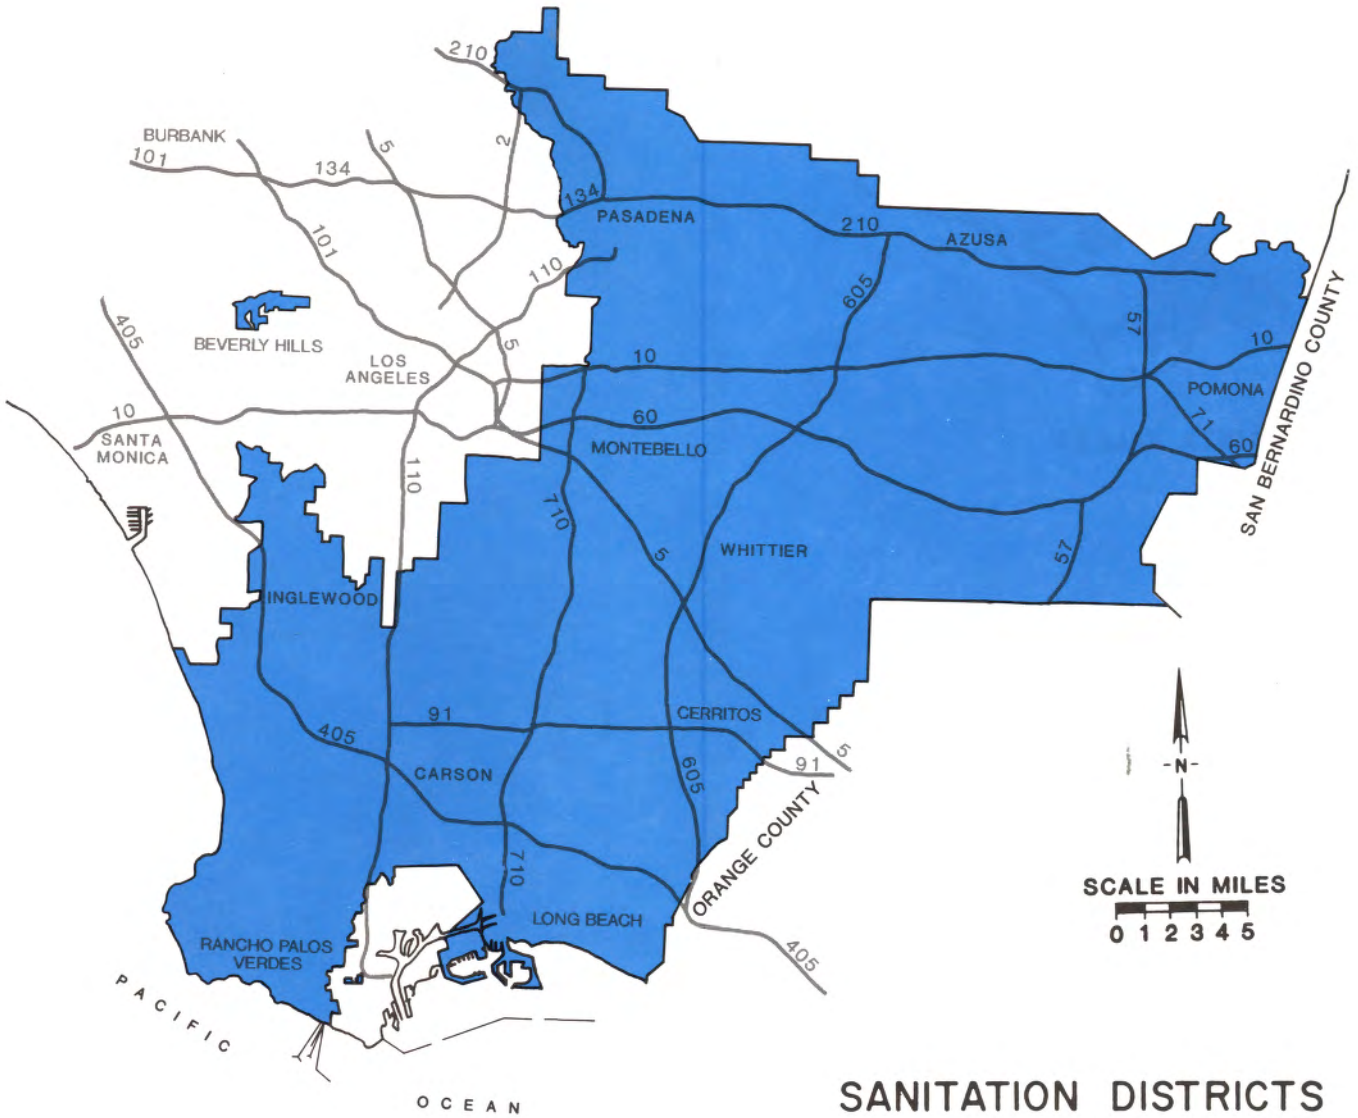 210
BURBANK
101
134
5
2
134
PASADENA
101
210
AZUSA
110
605
405
BEVERLY HILLS
LOS
ANGELES
5
10
57
10
POMONA
SAN BERNARDINO COUNTY
10
SANTA
MONICA
60
MONTEBELLO
71
60
110
710
5
WHITTIER
57
INGLEWOOD
91
CERRITOS
405
CARSON
605
5
91
-N-
ORANGE COUNTY
710
SCALE IN MILES
0 1 2 3 4 5
LONG BEACH
RANCHO PALOS
VERDES
405
PACIFIC
OCEAN
SANITATION DISTRICTS